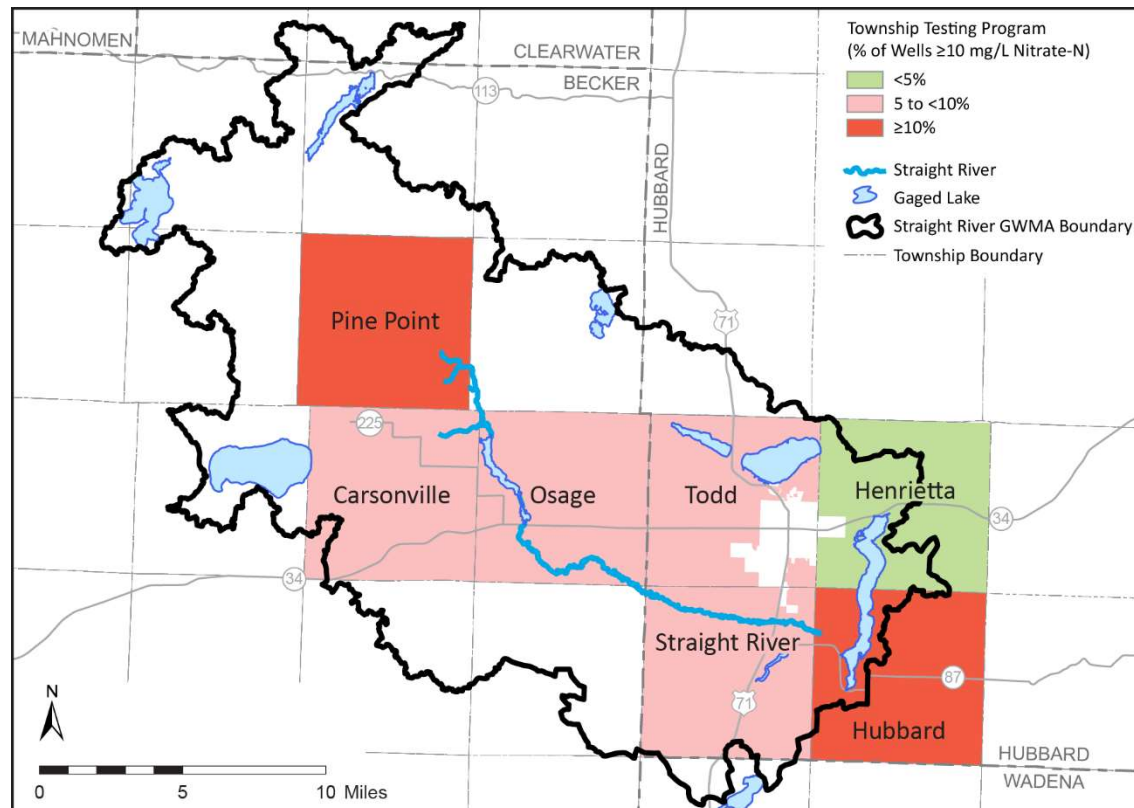 MAHNOMEN
CLEARWATER
BECKER
113
HUBBARD
71
Township Testing Program
(% of Wells ≥10 mg/L Nitrate-N)
<5%
5 to <10%
≥10%
Straight River
Gaged Lake
Straight River GWMA Boundary
Township Boundary
Pine Point
225
Carsonville
Osage
Todd
Henrietta
34
34
Straight River
87
71
Hubbard
HUBBARD
WADENA
N
0 5 10 Miles